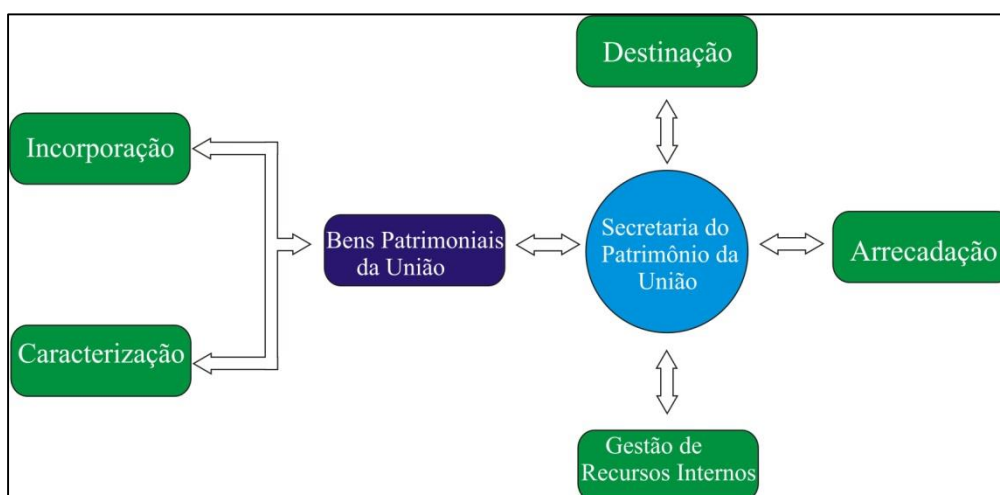 Destinação
Incorporação
Bens Patrimoniais
da União
Secretaria do
Patrimônio da
União
Arrecadação
Caracterização
Gestão de
Recursos Internos